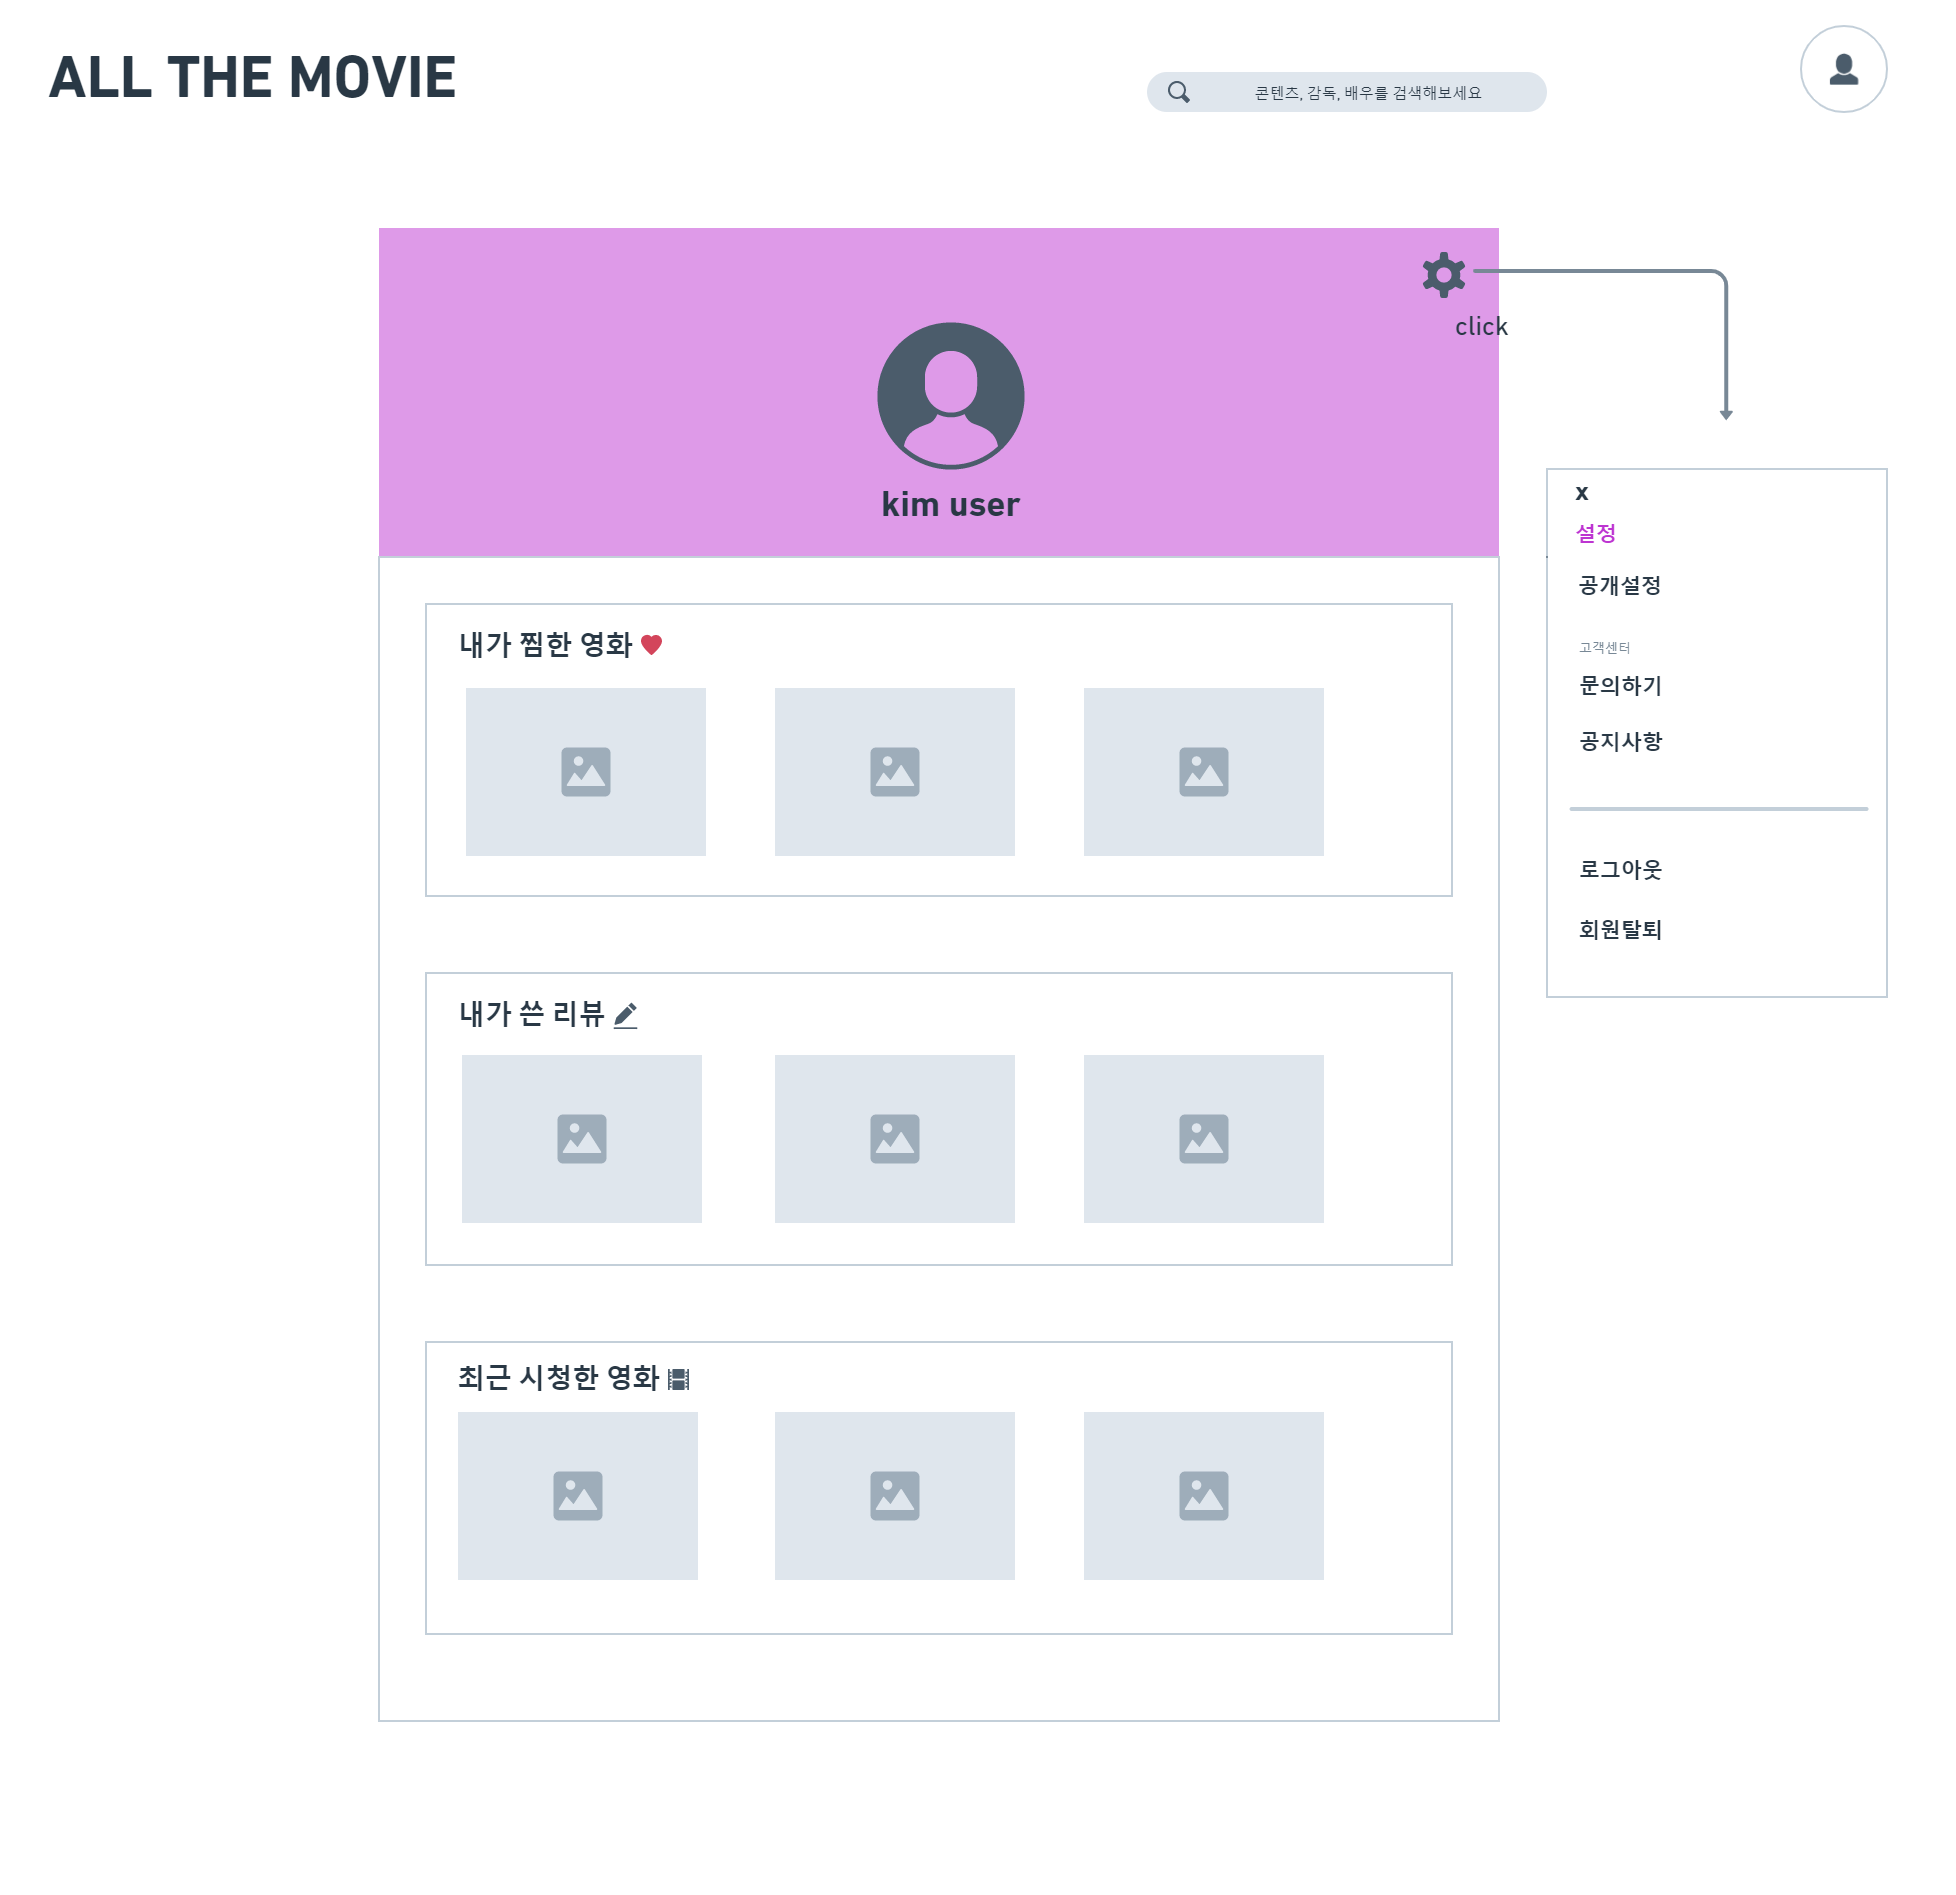 ALL THE MOVIE
콘텐츠, 감독, 배우를 검색해보세요
click
kim user
x
설정
공개설정
고객센터
문의하기
공지사항
로그아웃
회원탈퇴
내가 찜한 영화
내가 쓴 리뷰
최근 시청한 영화